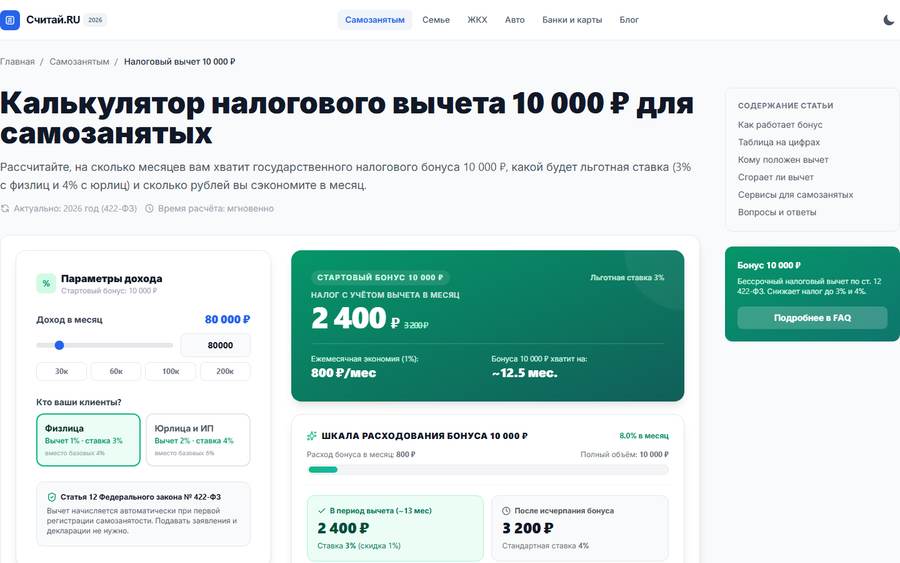 Считай.RU 2026
Самозанятым Семье ЖКХ Авто Банки и карты Блог
Главная / Самозанятым / Налоговый вычет 10 000 ₽
Калькулятор налогового вычета 10 000 ₽ для
самозанятых
Рассчитайте, на сколько месяцев вам хватит государственного налогового бонуса 10 000 ₽, какой будет льготная ставка (3%
с физлиц и 4% с юрлиц) и сколько рублей вы сэкономите в месяц.
Актуально: 2026 год (422-ФЗ) Время расчёта: мгновенно
%
Параметры дохода
Стартовый бонус: 10 000 ₽
Доход в месяц 80 000 ₽
80000
30к 60к 100к 200к
Кто ваши клиенты?
Физлица
Вычет 1% · ставка 3%
вместо базовых 4%
Юрлица и ИП
Вычет 2% · ставка 4%
вместо базовых 6%
Статья 12 Федерального закона № 422-ФЗ
Вычет начисляется автоматически при первой
регистрации самозанятости. Подавать заявления и
декларации не нужно.
СТАРТОВЫЙ БОНУС 10 000 ₽ Льготная ставка 3%
НАЛОГ С УЧЁТОМ ВЫЧЕТА В МЕСЯЦ
2 400 ₽ 3 200 ₽
Ежемесячная экономия (1%):
800 ₽/мес
Бонуса 10 000 ₽ хватит на:
~12.5 мес.
ШКАЛА РАСХОДОВАНИЯ БОНУСА 10 000 ₽ 8.0% в месяц
Расход бонуса в месяц: 800 ₽ Полный объём: 10 000 ₽
В период вычета (~13 мес)
2 400 ₽
Ставка 3% (скидка 1%)
После исчерпания бонуса
3 200 ₽
Стандартная ставка 4%
СОДЕРЖАНИЕ СТАТЬИ
Как работает бонус
Таблица на цифрах
Кому положен вычет
Сгорает ли вычет
Сервисы для самозанятых
Вопросы и ответы
Бонус 10 000 ₽
Бессрочный налоговый вычет по ст. 12
422-ФЗ. Снижает налог до 3% и 4%.
Подробнее в FAQ